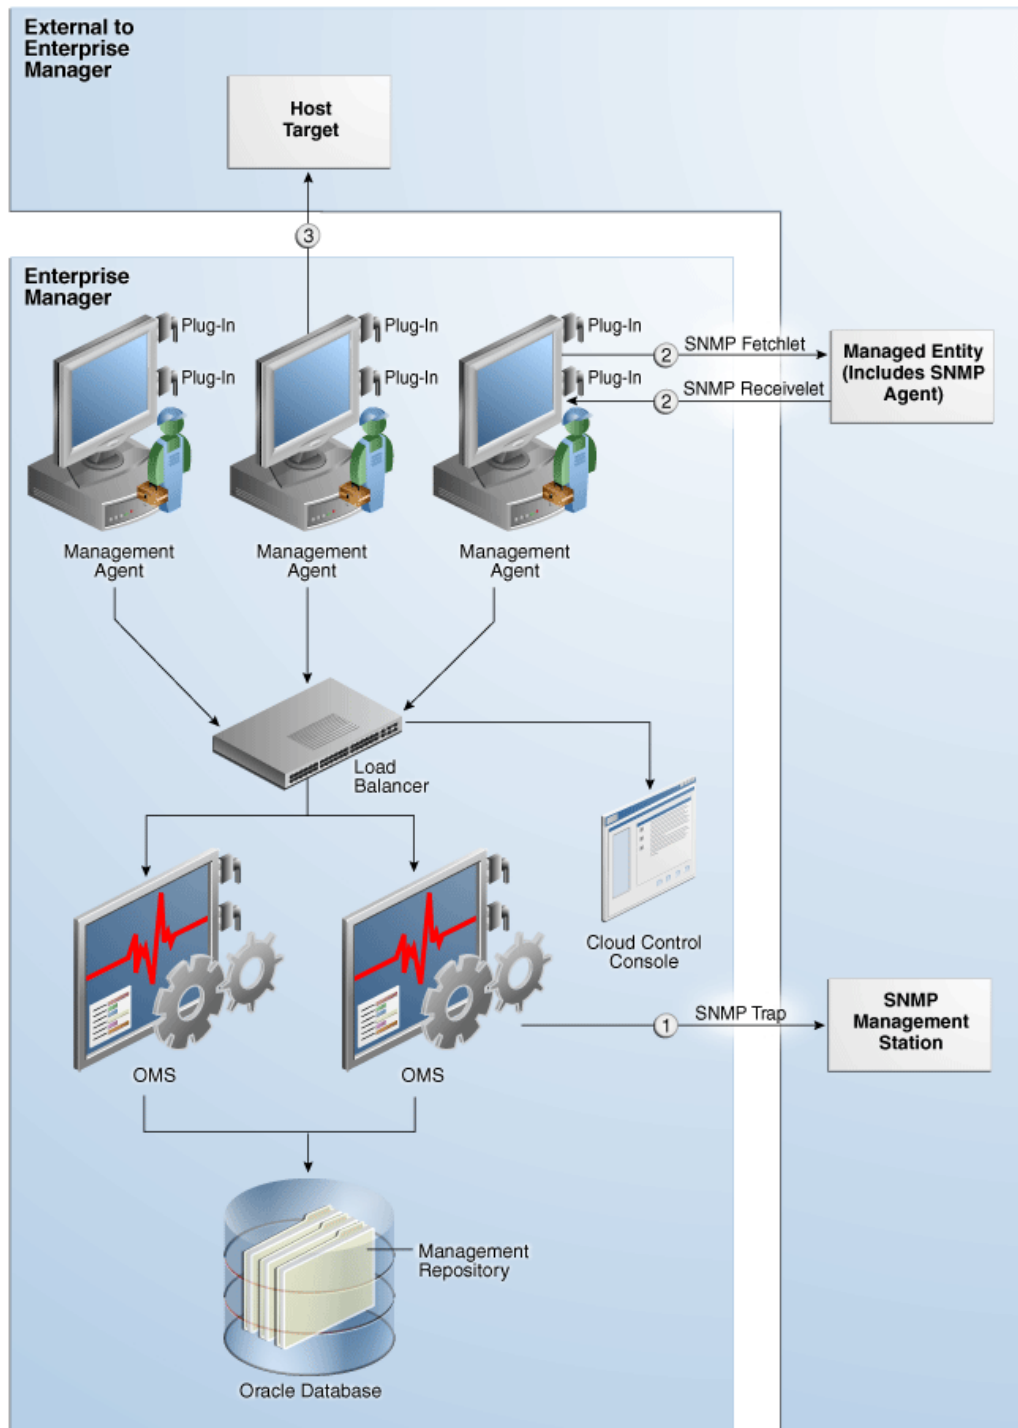 External to
Enterprise
Manager
Host
Target
3
Enterprise
Manager
Plug-In
Plug-In
Plug-In
Plug-In
Plug-In
Plug-In
2
SNMP Fetchlet
2
SNMP Receivelet
Managed Entity
(Includes SNMP
Agent)
Management
Agent
Management
Agent
Management
Agent
Load
Balancer
Cloud Control
Console
OMS
OMS
1
SNMP Trap
SNMP
Management
Station
Management
Repository
Oracle Database